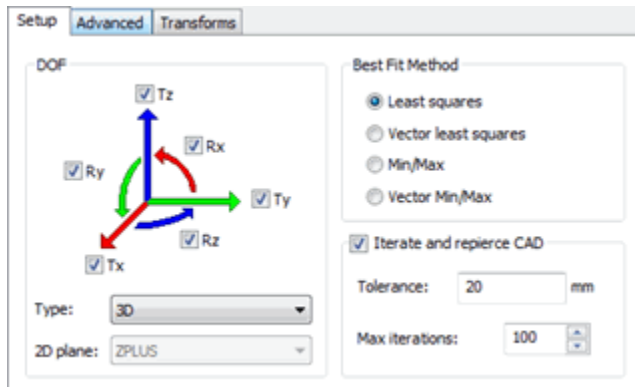 Setup Advanced Transforms
DOF
Tz
Rx
Ry
Ty
Rz
Tx
Type: 3D
2D plane: ZPLUS
Best Fit Method
Least squares
Vector least squares
Min/Max
Vector Min/Max
Iterate and repierce CAD
Tolerance: 20 mm
Max iterations: 100